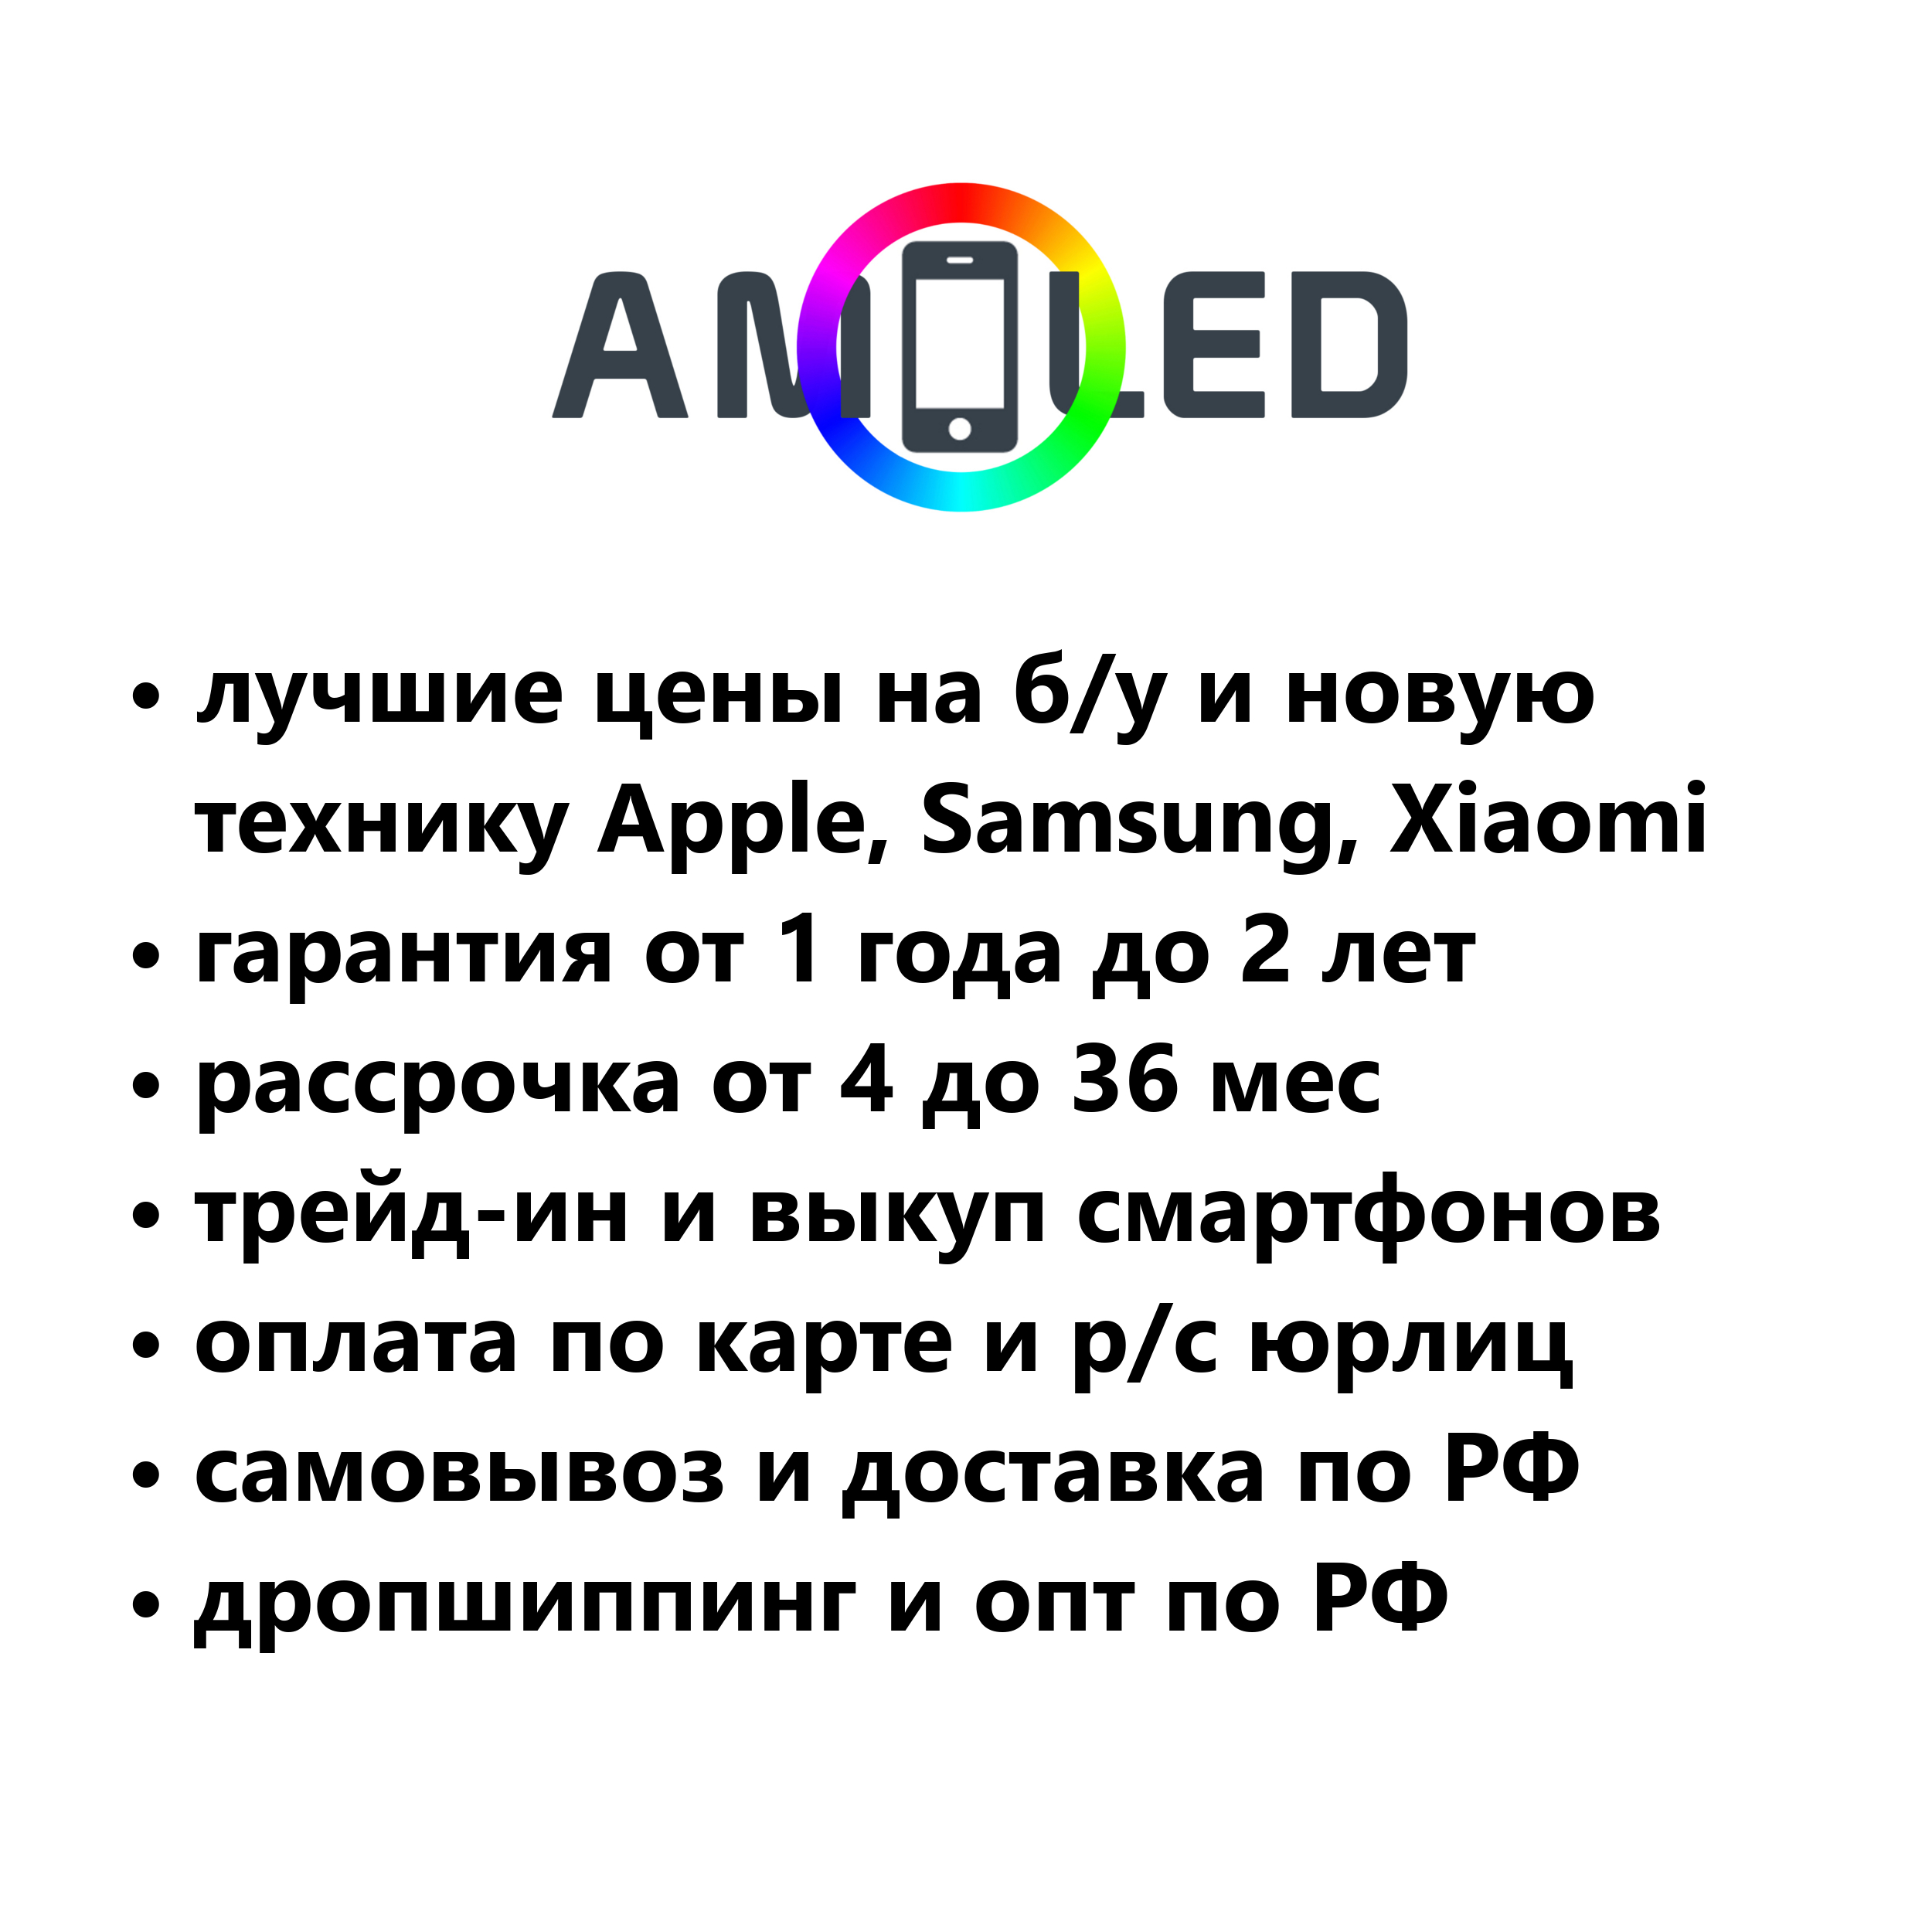 AMOLED
• лучшие цены на б/у и новую
технику Apple, Samsung, Xiaomi
• гарантия от 1 года до 2 лет
• рассрочка от 4 до 36 мес
• трейд-ин и выкуп смартфонов
• оплата по карте и р/с юрлиц
• самовывоз и доставка по РФ
• дропшиппинг и опт по РФ